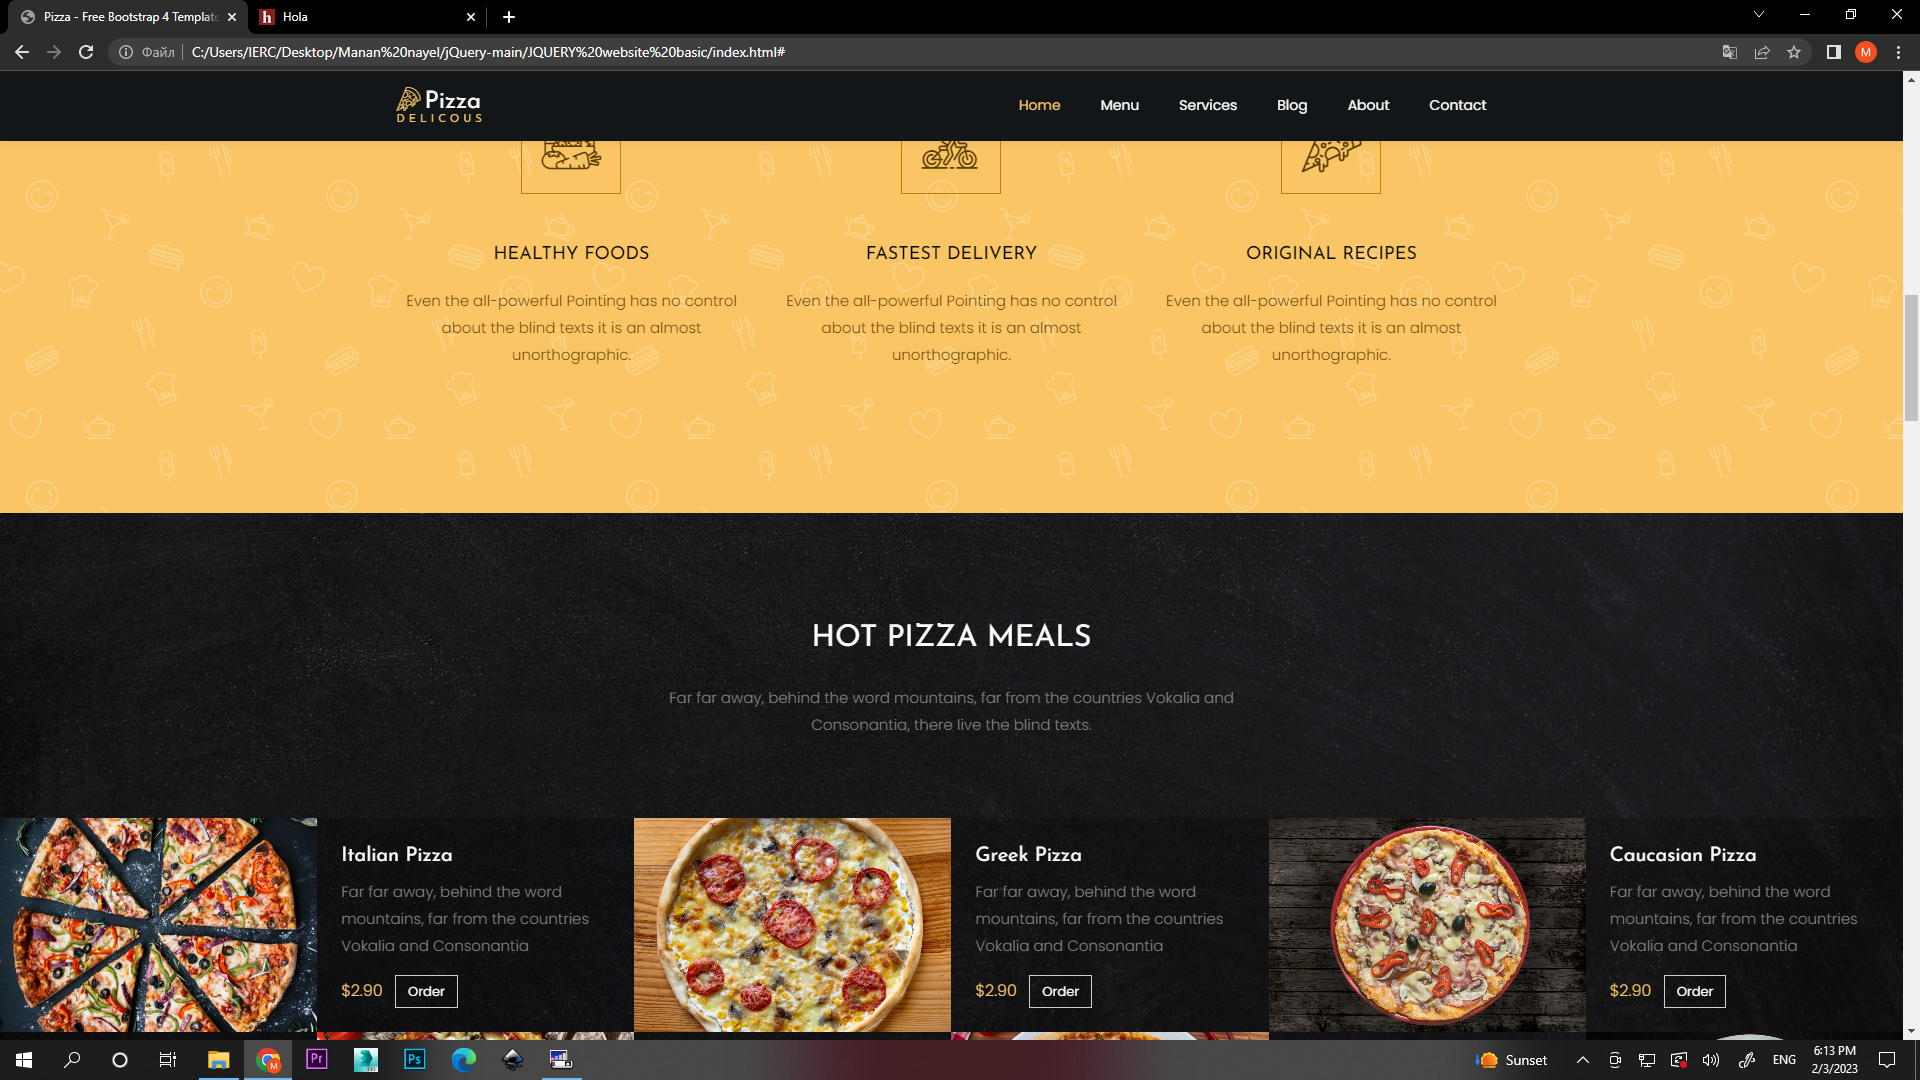 Pizza - Free Bootstrap 4 Template
Hola
Файл
C:/Users/IERC/Desktop/Manan%20nayel/jQuery-main/JQUERY%20website%20basic/index.html#
M
Pizza
DELICOUS
Home
Menu
Services
Blog
About
Contact
HEALTHY FOODS
Even the all-powerful Pointing has no control
about the blind texts it is an almost
unorthographic.
FASTEST DELIVERY
Even the all-powerful Pointing has no control
about the blind texts it is an almost
unorthographic.
ORIGINAL RECIPES
Even the all-powerful Pointing has no control
about the blind texts it is an almost
unorthographic.
HOT PIZZA MEALS
Far far away, behind the word mountains, far from the countries Vokalia and
Consonantia, there live the blind texts.
Italian Pizza
Far far away, behind the word
mountains, far from the countries
Vokalia and Consonantia
$2.90
Order
Greek Pizza
Far far away, behind the word
mountains, far from the countries
Vokalia and Consonantia
$2.90
Order
Caucasian Pizza
Far far away, behind the word
mountains, far from the countries
Vokalia and Consonantia
$2.90
Order
M
Pr
Ps
Sunset
ENG
6:13 PM
2/3/2023